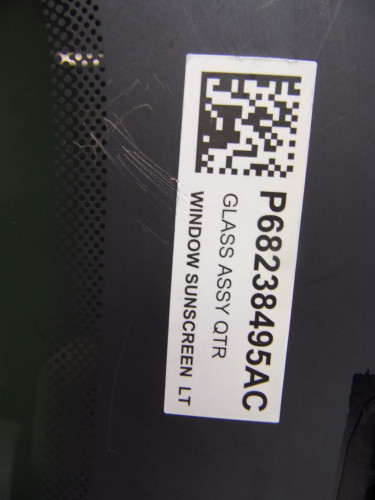 P68238495AC
GLASS ASSY QTR
WINDOW SUNSCREEN LT